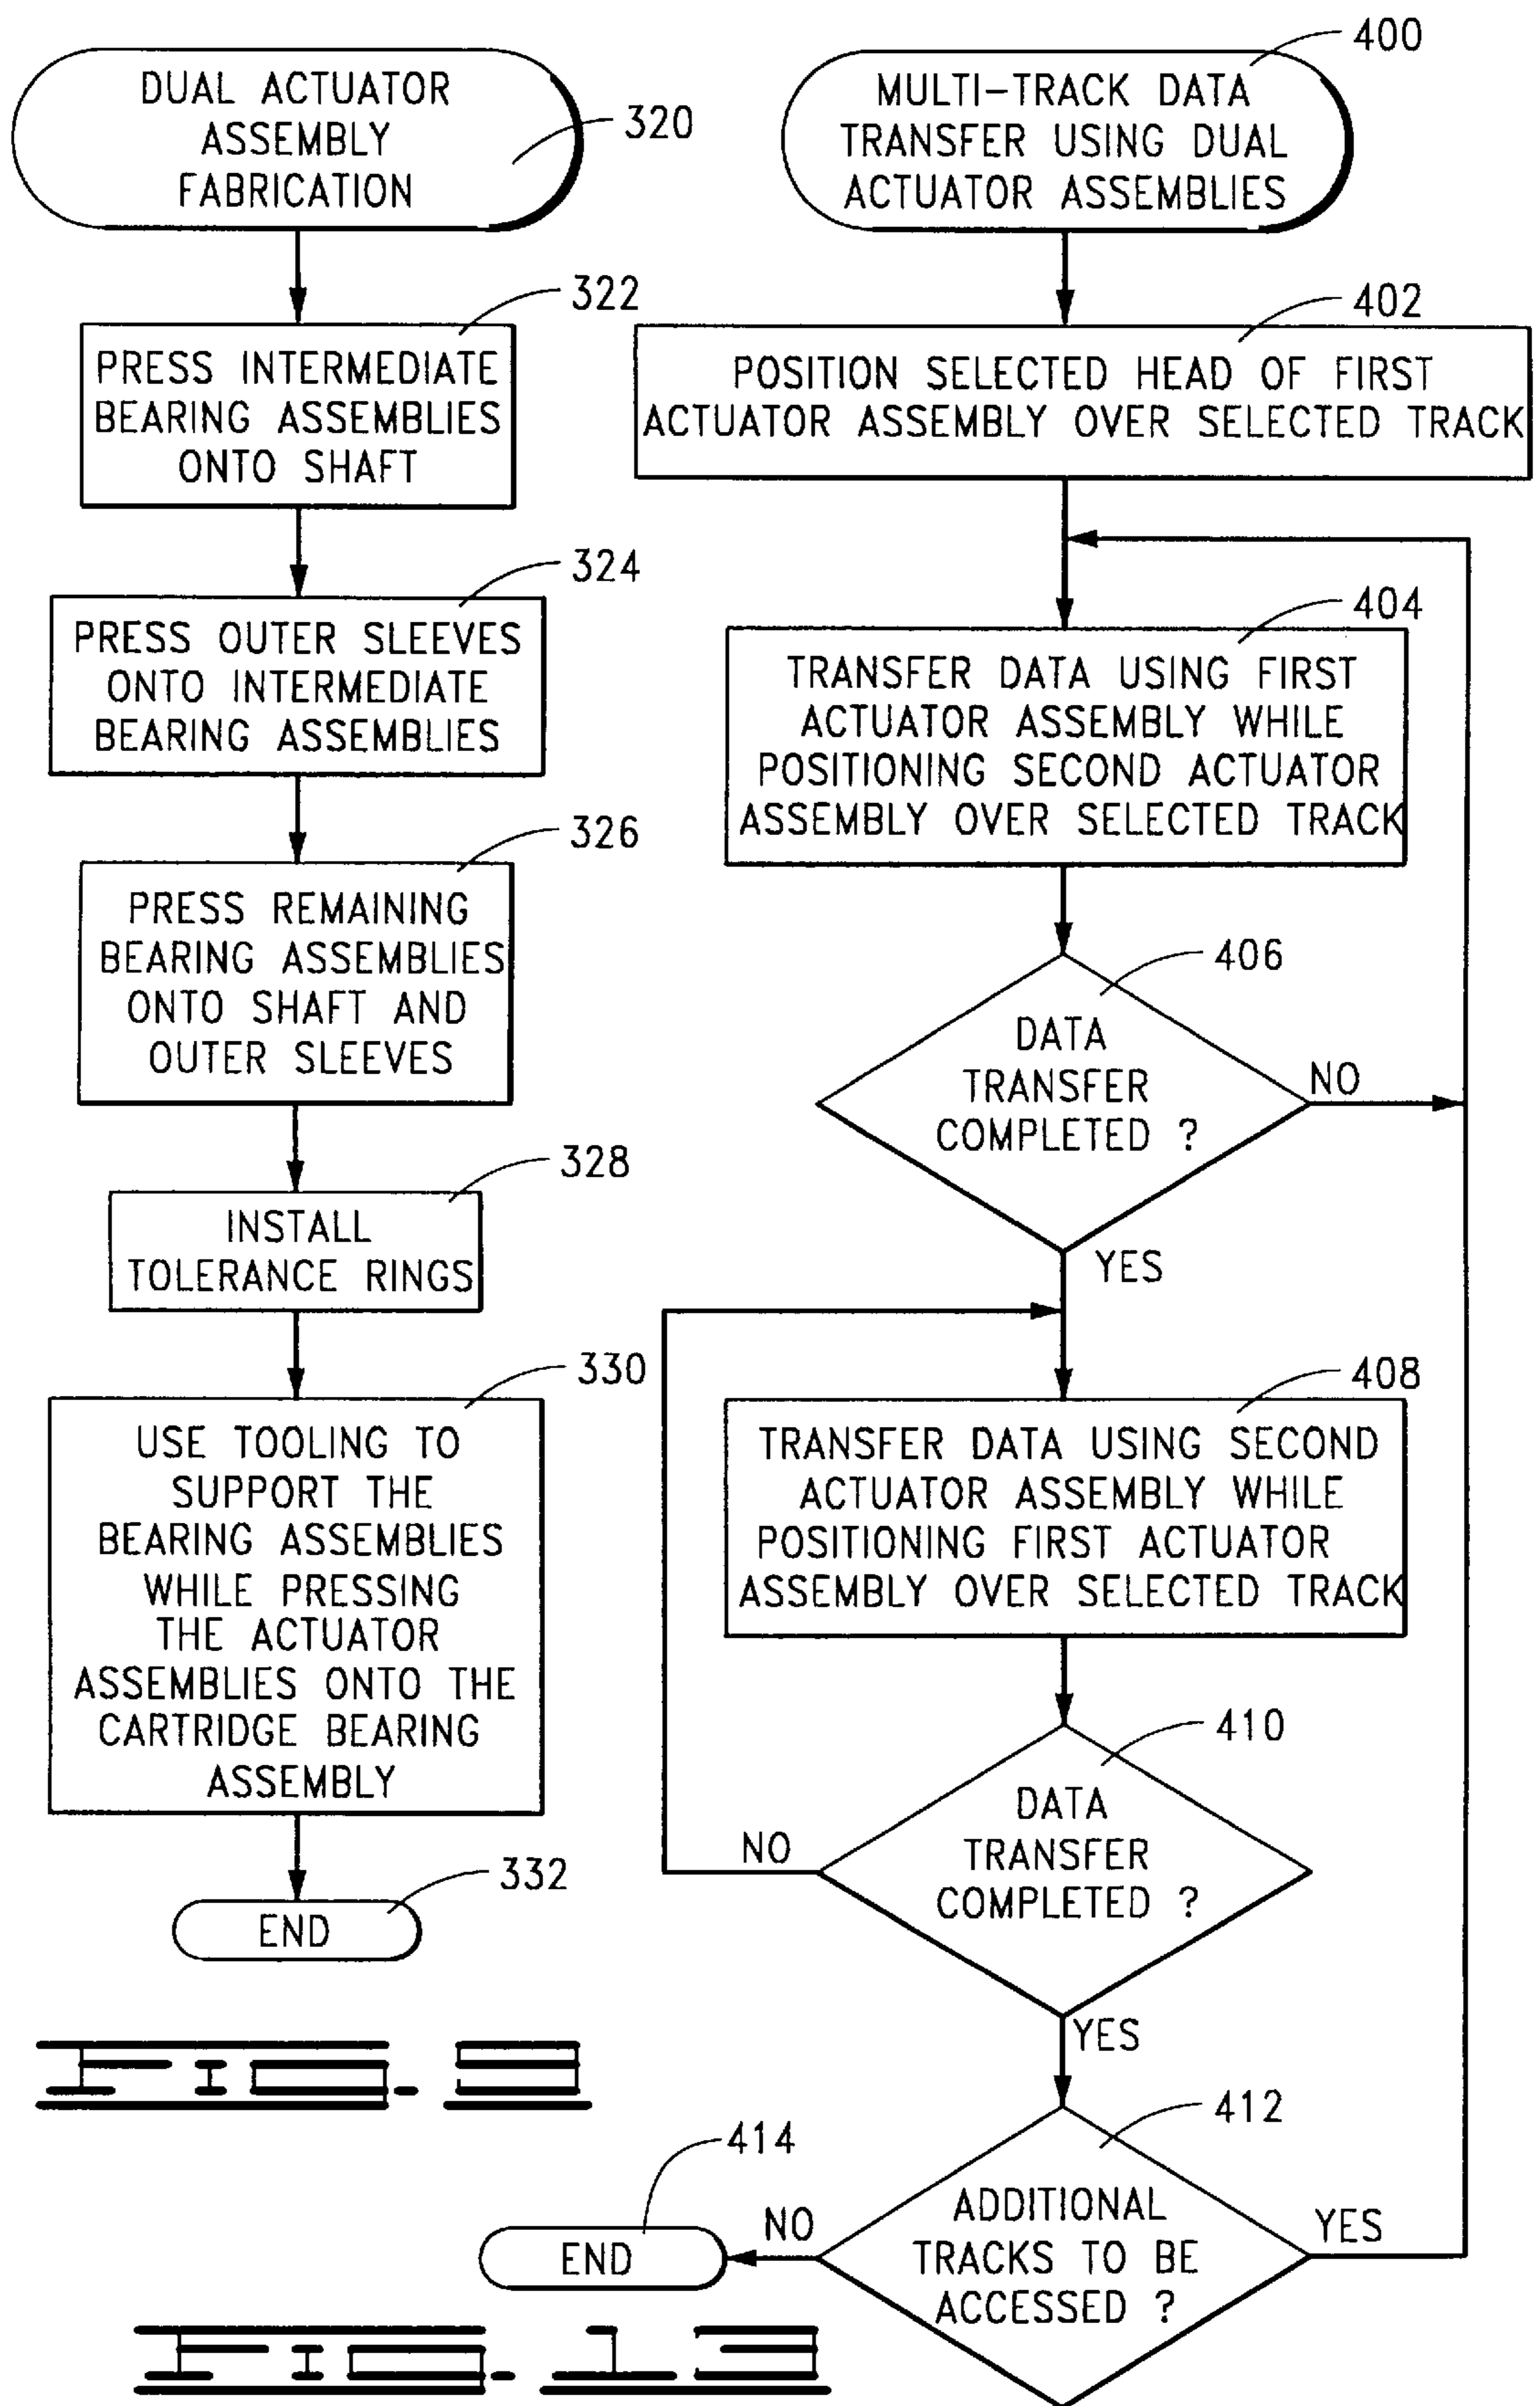 DUAL ACTUATOR
ASSEMBLY
FABRICATION
320
322
PRESS INTERMEDIATE
BEARING ASSEMBLIES
ONTO SHAFT
324
PRESS OUTER SLEEVES
ONTO INTERMEDIATE
BEARING ASSEMBLIES
326
PRESS REMAINING
BEARING ASSEMBLIES
ONTO SHAFT AND
OUTER SLEEVES
328
INSTALL
TOLERANCE RINGS
330
USE TOOLING TO
SUPPORT THE
BEARING ASSEMBLIES
WHILE PRESSING
THE ACTUATOR
ASSEMBLIES ONTO THE
CARTRIDGE BEARING
ASSEMBLY
332
END
FIG. 8
400
MULTI-TRACK DATA
TRANSFER USING DUAL
ACTUATOR ASSEMBLIES
402
POSITION SELECTED HEAD OF FIRST
ACTUATOR ASSEMBLY OVER SELECTED TRACK
404
TRANSFER DATA USING FIRST
ACTUATOR ASSEMBLY WHILE
POSITIONING SECOND ACTUATOR
ASSEMBLY OVER SELECTED TRACK
406
DATA
TRANSFER
COMPLETED ?
NO
YES
408
TRANSFER DATA USING SECOND
ACTUATOR ASSEMBLY WHILE
POSITIONING FIRST ACTUATOR
ASSEMBLY OVER SELECTED TRACK
410
DATA
TRANSFER
COMPLETED ?
NO
YES
412
ADDITIONAL
TRACKS TO BE
ACCESSED ?
YES
NO
414
END
FIG. 13